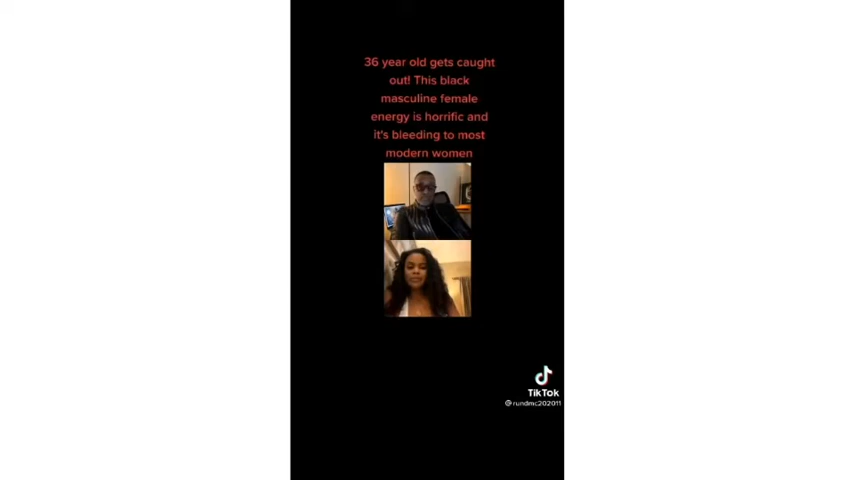 36 year old gets caught
out! This black
masculine female
energy is horrific and
it's bleeding to most
modern women
TikTok
@rundmc202011